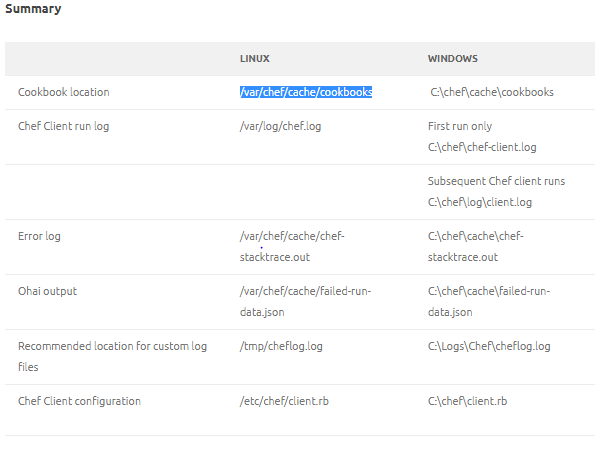 Summary
LINUX WINDOWS
Cookbook location /var/chef/cache/cookbooks C:\chef\cache\cookbooks
Chef Client run log /var/log/chef.log First run only
C:\chef\chef-client.log
Subsequent Chef client runs
C:\chef\log\client.log
Error log /var/chef/cache/chef- C:\chef\cache\chef-
stacktrace.out stacktrace.out
Ohai output /var/chef/cache/failed-run- C:\chef\cache\failed-run-
data.json data.json
Recommended location for custom log /tmp/cheflog.log C:\Logs\Chef\cheflog.log
files
Chef Client configuration /etc/chef/client.rb C:\chef\client.rb